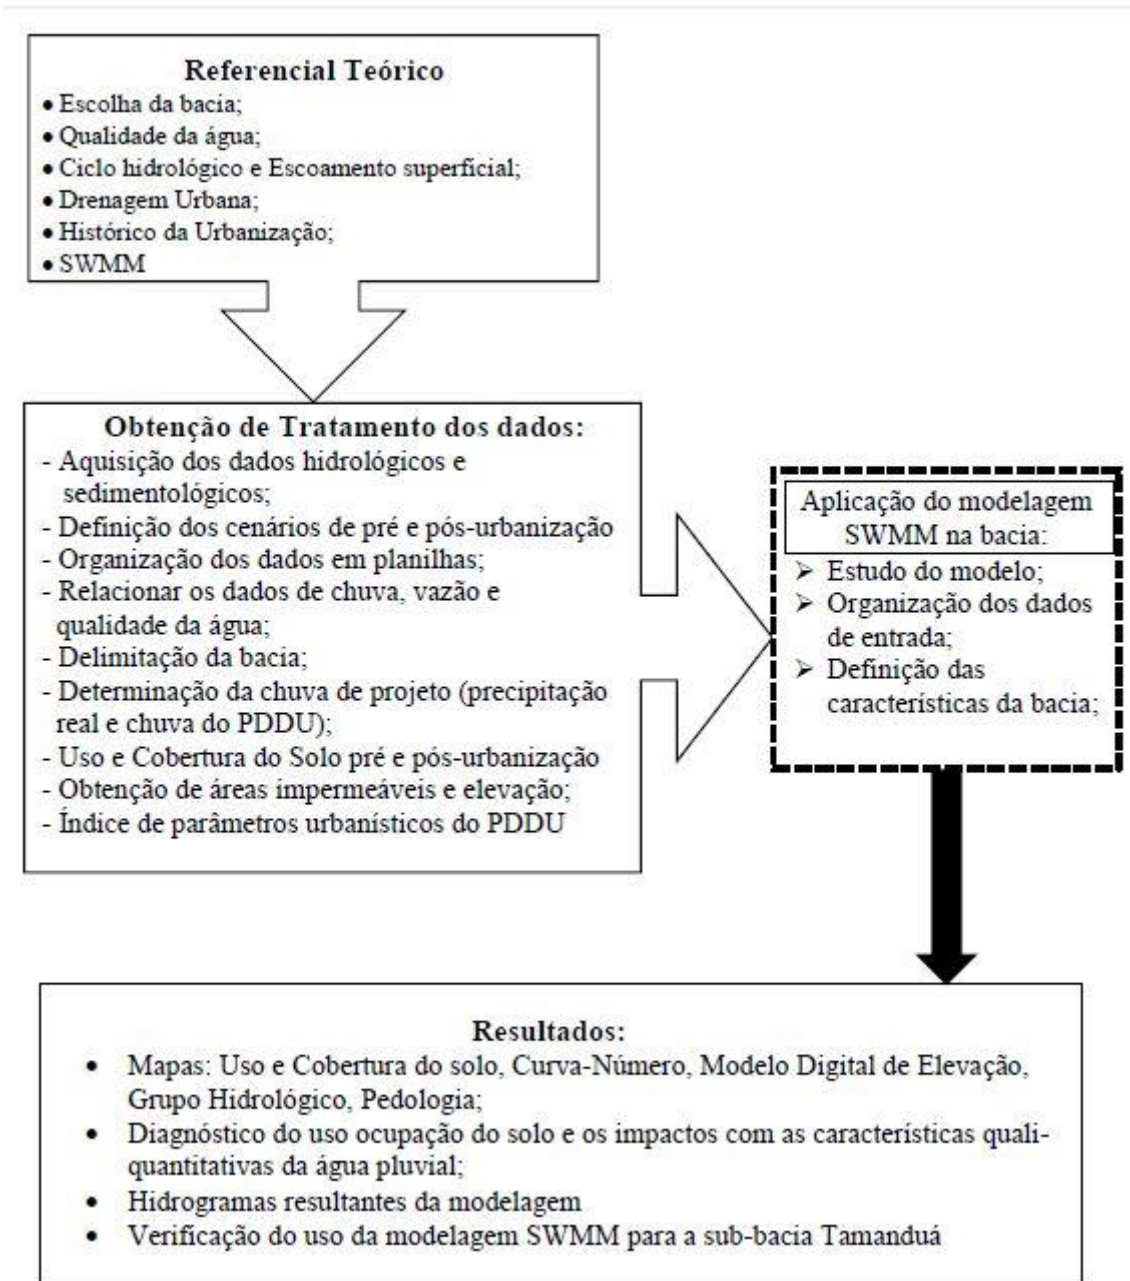 Referencial Teórico
• Escolha da bacia;
• Qualidade da água;
• Ciclo hidrológico e Escoamento superficial;
• Drenagem Urbana;
• Histórico da Urbanização;
• SWMM
Obtenção de Tratamento dos dados:
- Aquisição dos dados hidrológicos e
sedimentológicos;
- Definição dos cenários de pré e pós-urbanização
- Organização dos dados em planilhas;
- Relacionar os dados de chuva, vazão e
qualidade da água;
- Delimitação da bacia;
- Determinação da chuva de projeto (precipitação
real e chuva do PDDU);
- Uso e Cobertura do Solo pré e pós-urbanização
- Obtenção de áreas impermeáveis e elevação;
- Índice de parâmetros urbanísticos do PDDU
Aplicação do modelagem
SWMM na bacia:
➢ Estudo do modelo;
➢ Organização dos dados
de entrada;
➢ Definição das
características da bacia;
Resultados:
• Mapas: Uso e Cobertura do solo, Curva-Número, Modelo Digital de Elevação,
Grupo Hidrológico, Pedologia;
• Diagnóstico do uso ocupação do solo e os impactos com as características quali-
quantitativas da água pluvial;
• Hidrogramas resultantes da modelagem
• Verificação do uso da modelagem SWMM para a sub-bacia Tamanduá